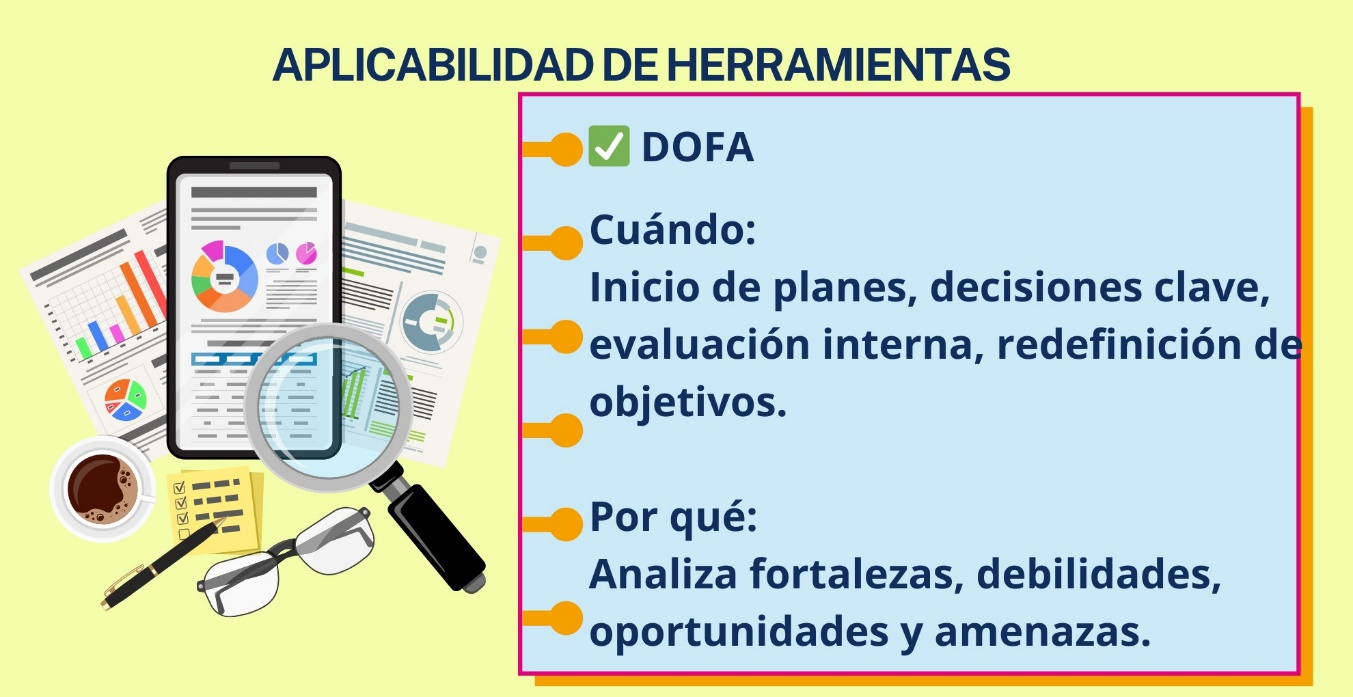 APLICABILIDAD DE HERRAMIENTAS
✅ DOFA
Cuándo:
Inicio de planes, decisiones clave,
evaluación interna, redefinición de
objetivos.
Por qué:
Analiza fortalezas, debilidades,
oportunidades y amenazas.